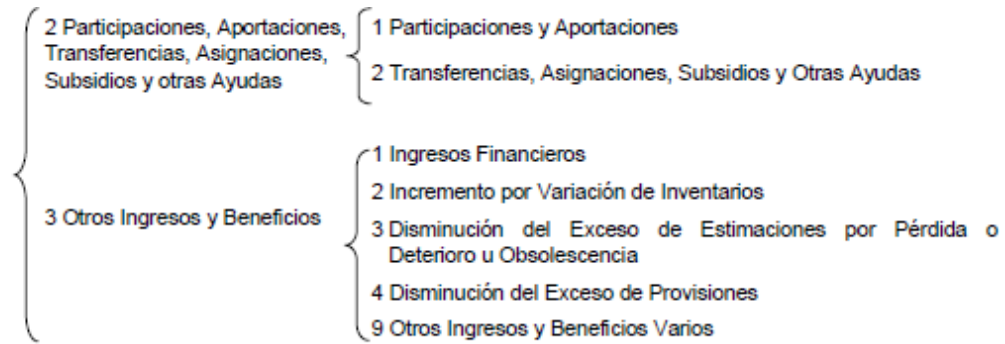 2 Participaciones, Aportaciones,
Transferencias, Asignaciones,
Subsidios y otras Ayudas
1 Participaciones y Aportaciones
2 Transferencias, Asignaciones, Subsidios y Otras Ayudas
3 Otros Ingresos y Beneficios
1 Ingresos Financieros
2 Incremento por Variación de Inventarios
3 Disminución del Exceso de Estimaciones por Pérdida o
Deterioro u Obsolescencia
4 Disminución del Exceso de Provisiones
9 Otros Ingresos y Beneficios Varios